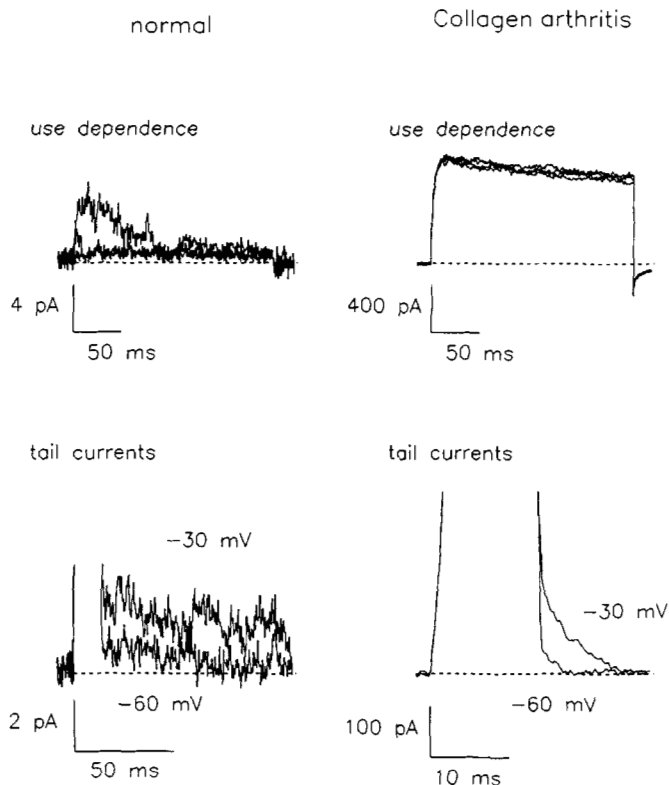 normal
Collagen arthritis
use dependence
use dependence
4 pA
50 ms
400 pA
50 ms
tail currents
tail currents
−30 mV
−30 mV
−60 mV
−60 mV
2 pA
50 ms
100 pA
10 ms